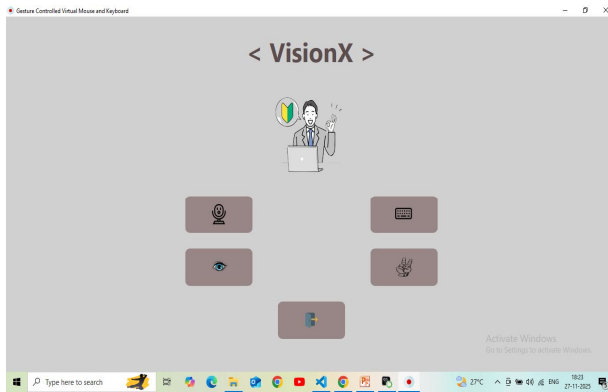 Gesture Controlled Virtual Mouse and Keyboard
< VisionX >
Activate Windows
Go to Settings to activate Windows.
Type here to search
27°C
ENG
18:23
27-11-2025